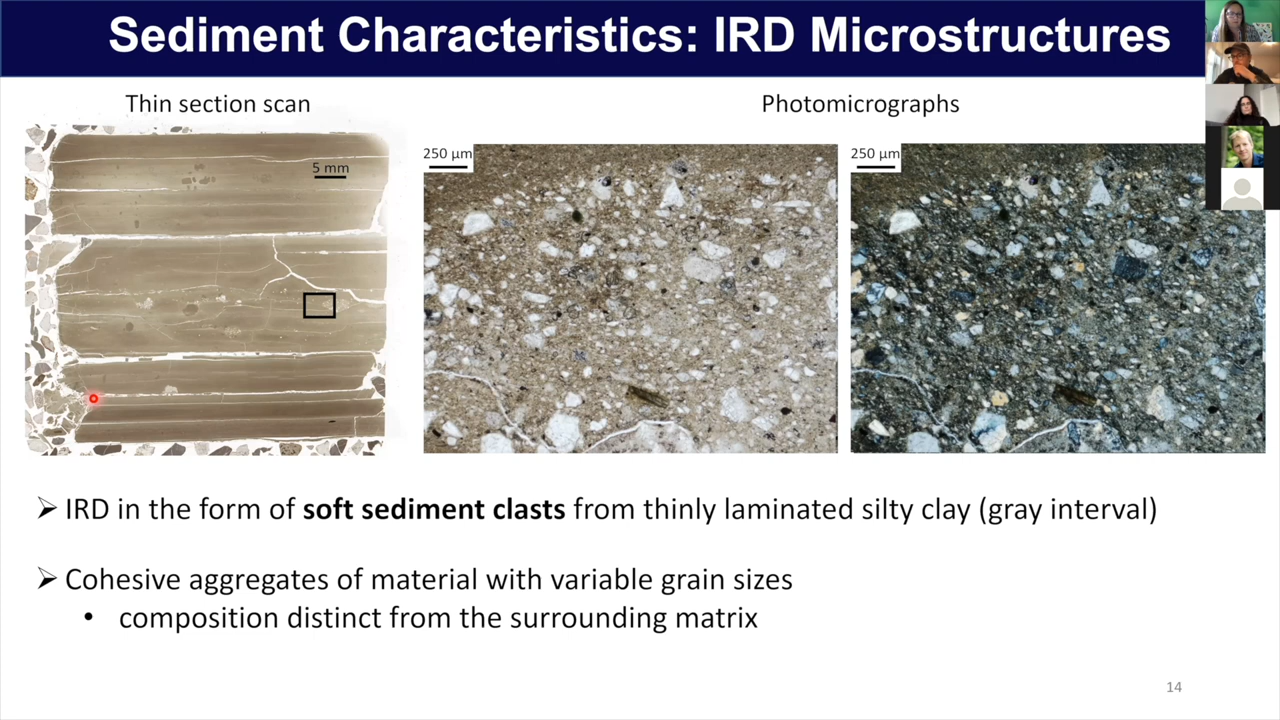 Sediment Characteristics: IRD Microstructures
Thin section scan
Photomicrographs
5 mm
250 µm
250 µm
➢ IRD in the form of soft sediment clasts from thinly laminated silty clay (gray interval)
➢ Cohesive aggregates of material with variable grain sizes
• composition distinct from the surrounding matrix
14